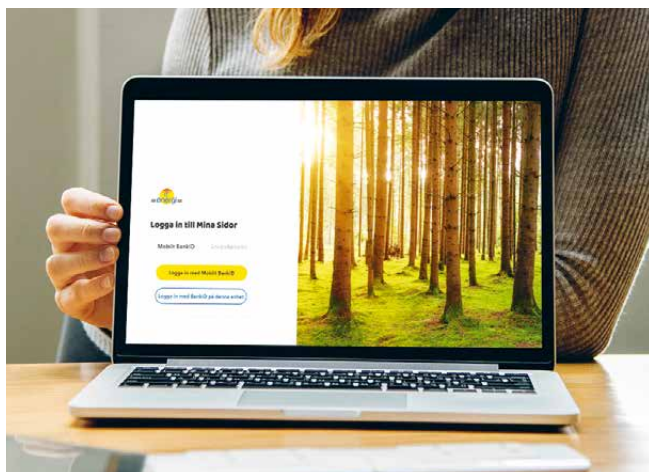 Logga in till Mina Sidor
Mobilt BankID
Logga in med Mobilt BankID
Logga in med BankID på denna enhet